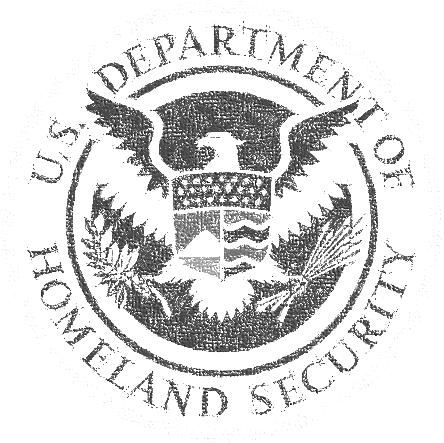 U.S. DEPARTMENT OF
HOMELAND SECURITY